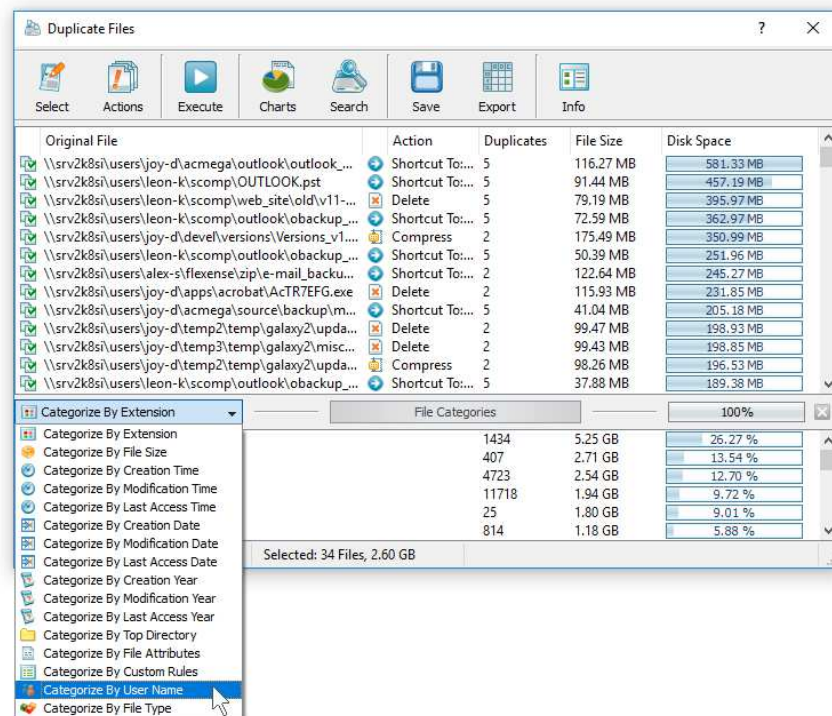 Duplicate Files ?
Select Actions Execute Charts Search Save Export Info
Original File Action Duplicates File Size Disk Space
\\srv2k8si\users\joy-d\acmega\outlook\outlook_... Shortcut To:... 5 116.27 MB 581.33 MB
\\srv2k8si\users\leon-k\scomp\OUTLOOK.pst Shortcut To:... 5 91.44 MB 457.19 MB
\\srv2k8si\users\leon-k\scomp\web_site\old\v11-... Delete 5 79.19 MB 395.97 MB
\\srv2k8si\users\leon-k\scomp\outlook\obackup_... Shortcut To:... 5 72.59 MB 362.97 MB
\\srv2k8si\users\joy-d\devel\versions\Versions_v1.... Compress 2 175.49 MB 350.99 MB
\\srv2k8si\users\leon-k\scomp\outlook\obackup_... Shortcut To:... 5 50.39 MB 251.96 MB
\\srv2k8si\users\alex-s\flexense\zip\e-mail_backu... Shortcut To:... 2 122.64 MB 245.27 MB
\\srv2k8si\users\joy-d\apps\acrobat\AcTR7EFG.exe Delete 2 115.93 MB 231.85 MB
\\srv2k8si\users\joy-d\acmega\source\backup\m... Shortcut To:... 5 41.04 MB 205.18 MB
\\srv2k8si\users\joy-d\temp2\temp\galaxy2\upda... Delete 2 99.47 MB 198.93 MB
\\srv2k8si\users\joy-d\temp3\temp\galaxy2\misc... Delete 2 99.43 MB 198.85 MB
\\srv2k8si\users\joy-d\temp2\temp\galaxy2\upda... Compress 2 98.26 MB 196.53 MB
\\srv2k8si\users\leon-k\scomp\outlook\obackup_... Shortcut To:... 5 37.88 MB 189.38 MB
Categorize By Extension File Categories 100%
Categorize By Extension 1434 5.25 GB 26.27 %
Categorize By File Size 407 2.71 GB 13.54 %
Categorize By Creation Time 4723 2.54 GB 12.70 %
Categorize By Modification Time 11718 1.94 GB 9.72 %
Categorize By Last Access Time 25 1.80 GB 9.01 %
Categorize By Creation Date 814 1.18 GB 5.88 %
Categorize By Modification Date Selected: 34 Files, 2.60 GB
Categorize By Last Access Date
Categorize By Creation Year
Categorize By Modification Year
Categorize By Last Access Year
Categorize By Top Directory
Categorize By File Attributes
Categorize By Custom Rules
Categorize By User Name
Categorize By File Type